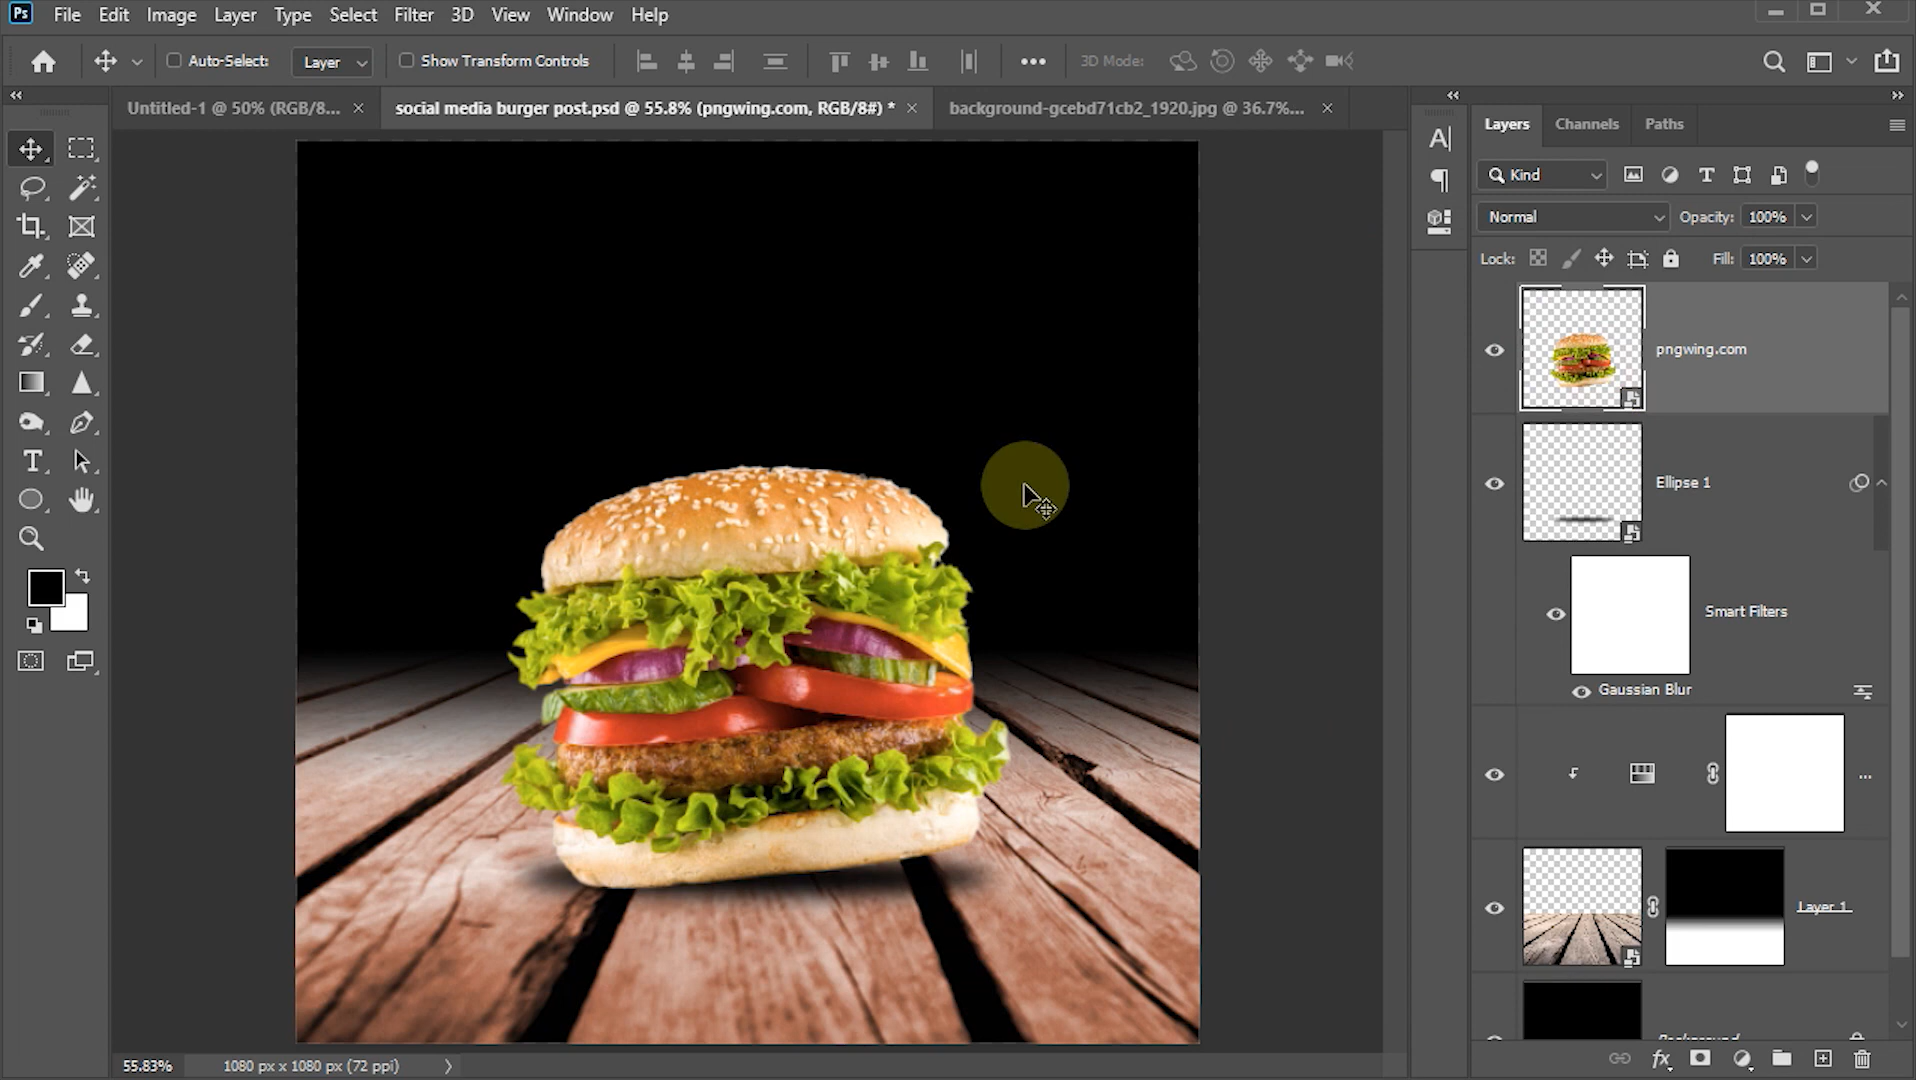 Ps File Edit Image Layer Type Select Filter 3D View Window Help
Auto-Select: Layer Show Transform Controls 3D Mode:
Untitled-1 @ 50% (RGB/8... × social media burger post.psd @ 55.8% (pngwing.com, RGB/8#) * × background-gcebd71cb2_1920.jpg @ 36.7%... ×
Layers Channels Paths
Kind
Normal Opacity: 100%
Lock: Fill: 100%
pngwing.com
Ellipse 1
Smart Filters
Gaussian Blur
Layer 1
Background
55.83% 1080 px x 1080 px (72 ppi)
fx